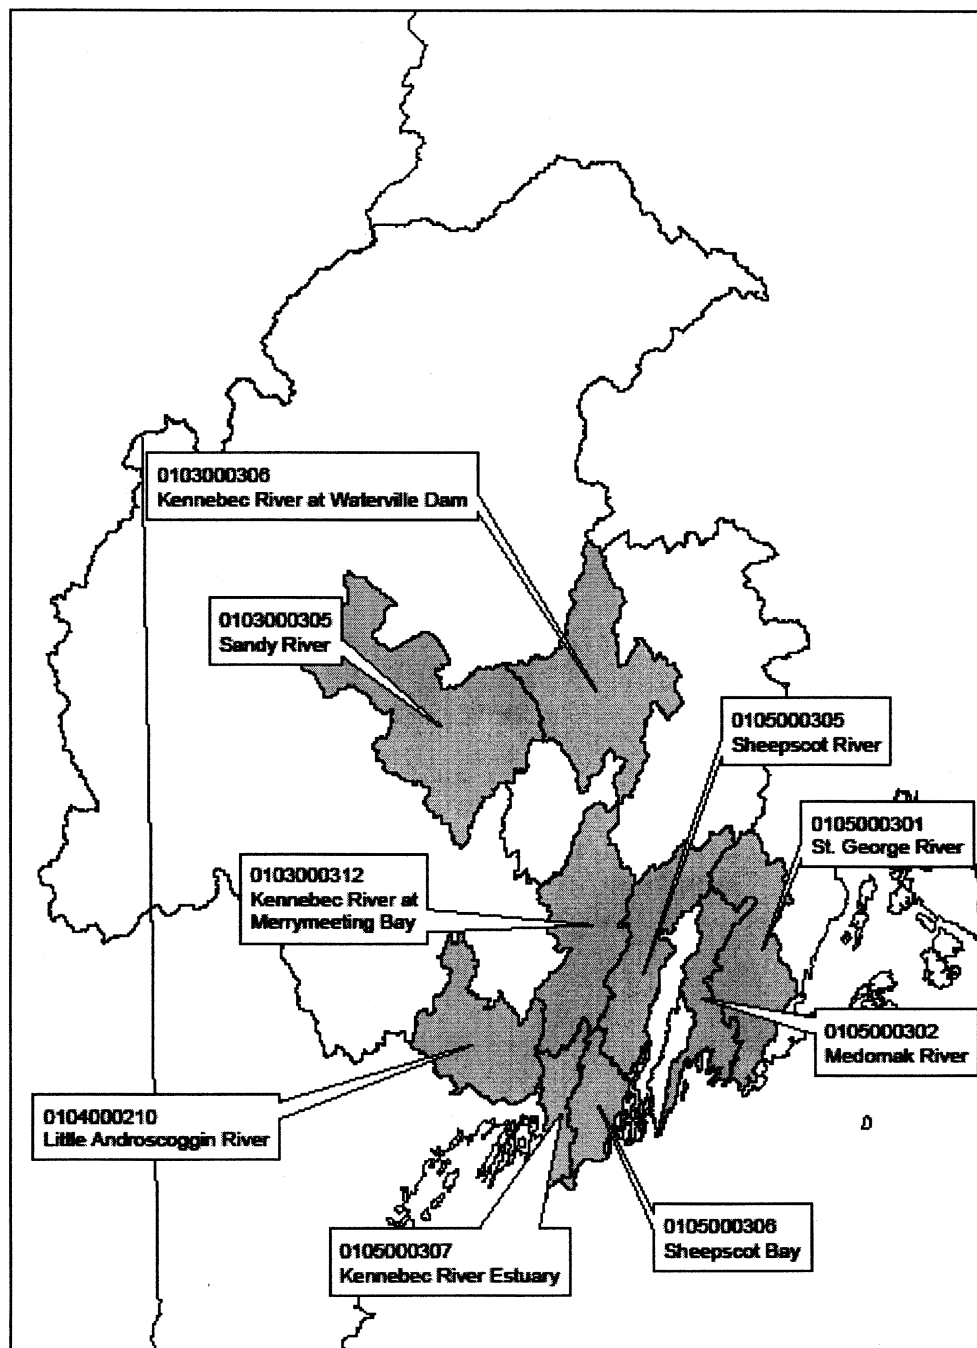 0103000306
Kennebec River at Waterville Dam
0103000305
Sandy River
0105000305
Sheepscot River
0105000301
St. George River
0103000312
Kennebec River at
Merrymeeting Bay
0105000302
Medomak River
0104000210
Little Androscoggin River
0105000306
Sheepscot Bay
0105000307
Kennebec River Estuary